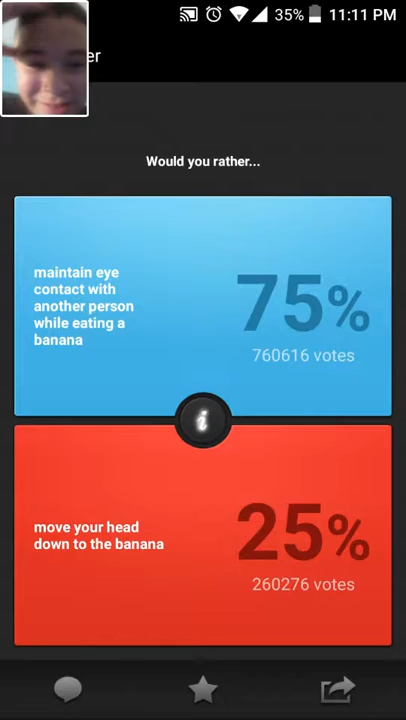 35% 11:11 PM
er
Would you rather...
maintain eye
contact with
another person
while eating a
banana
75%
760616 votes
i
move your head
down to the banana
25%
260276 votes